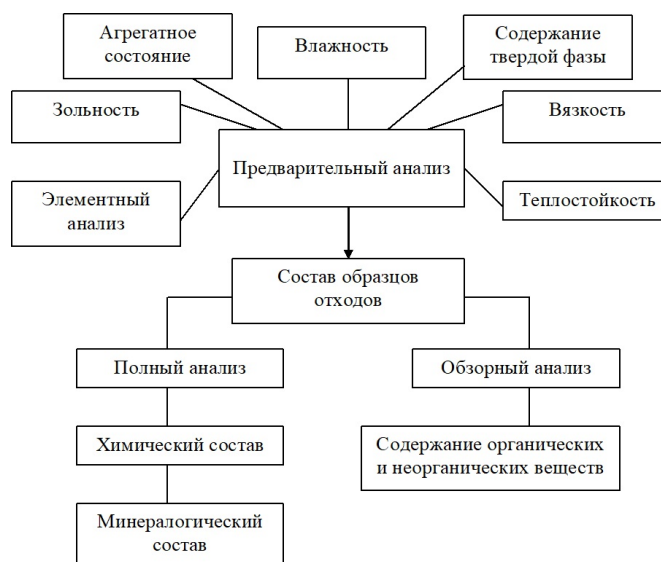 Агрегатное
состояние
Влажность
Содержание
твердой фазы
Зольность
Вязкость
Предварительный анализ
Элементный
анализ
Теплостойкость
Состав образцов
отходов
Полный анализ
Обзорный анализ
Химический состав
Содержание органических
и неорганических веществ
Минералогический
состав